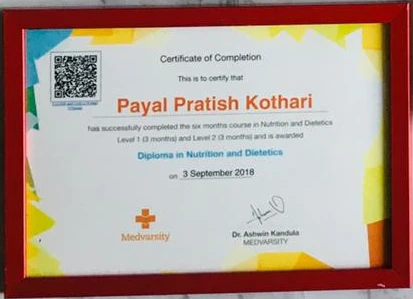 Certificate of Completion
This is to certify that
Payal Pratish Kothari
has successfully completed the six months course in Nutrition and Dietetics
Level 1 (3 months) and Level 2 (3 months) and is awarded
Diploma in Nutrition and Dietetics
on 3 September 2018
Medvarsity
Dr. Ashwin Kandula
MEDVARSITY